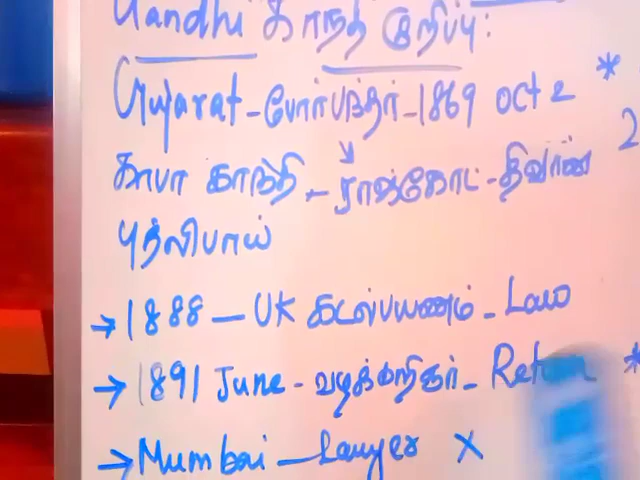 Gandhi காந்தி குறிப்பு:
Gujarat - போர்பந்தர் - 1869 Oct 2 *
காபா காந்தி - ராஜ்கோட் - திவான் 2
புத்லிபாய்
→ 1888 — UK கடல்பயணம் - Law
→ 1891 June - வழக்கறிஞர் - Return *
→ Mumbai — Lawyer X